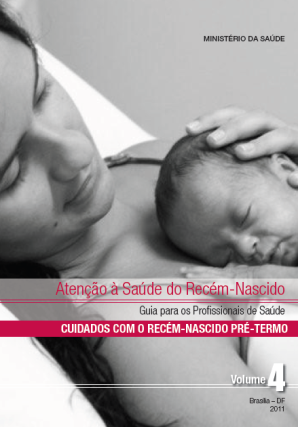 MINISTÉRIO DA SAÚDE
Atenção à Saúde do Recém-Nascido
Guia para os Profissionais de Saúde
CUIDADOS COM O RECÉM-NASCIDO PRÉ-TERMO
Volume 4
Brasília – DF
2011